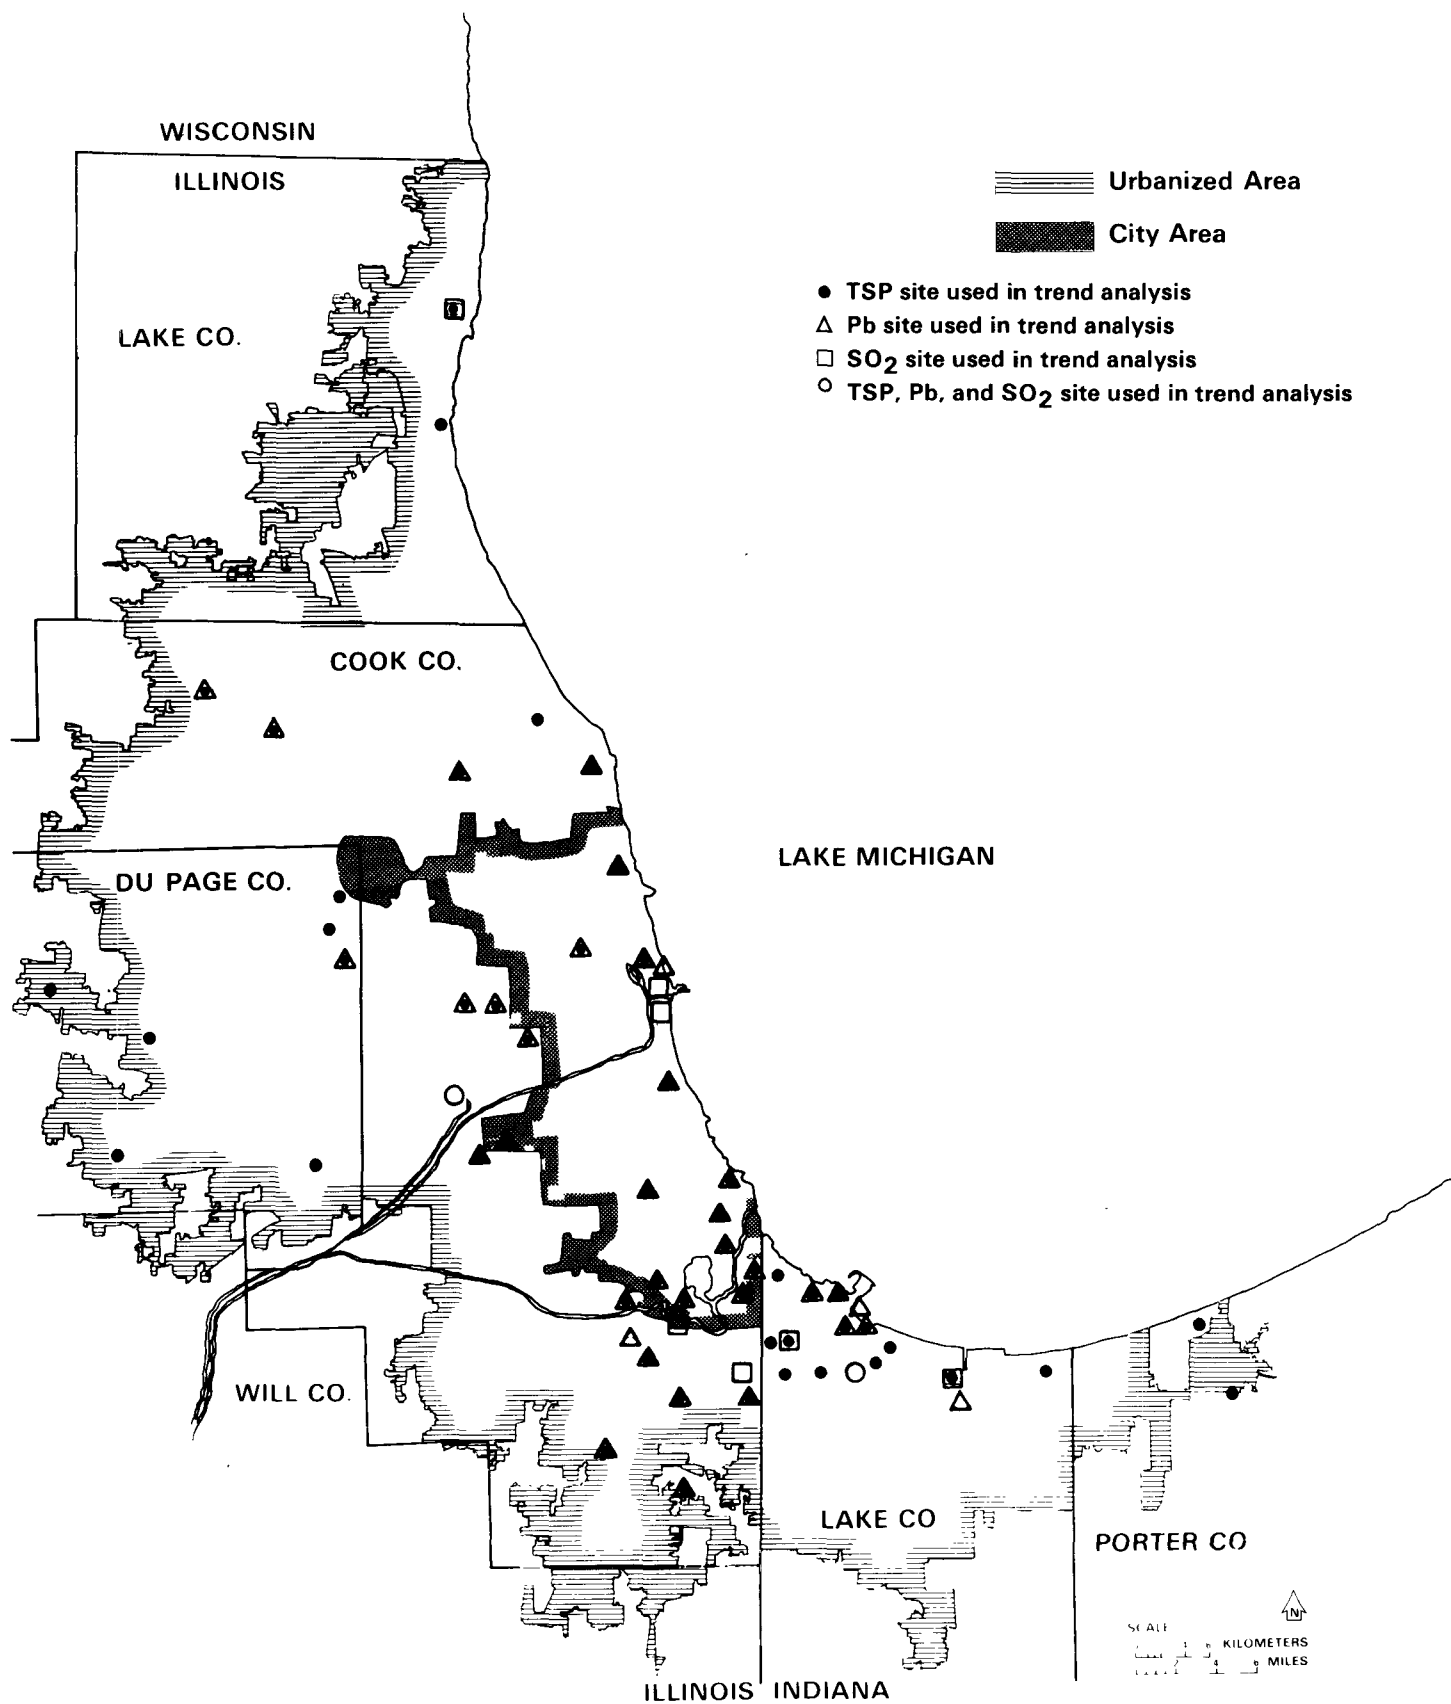 WISCONSIN
ILLINOIS
Urbanized Area
City Area
TSP site used in trend analysis
Pb site used in trend analysis
SO2 site used in trend analysis
TSP, Pb, and SO2 site used in trend analysis
LAKE CO.
COOK CO.
LAKE MICHIGAN
DU PAGE CO.
WILL CO.
LAKE CO
PORTER CO
N
SCALE
KILOMETERS
MILES
ILLINOIS INDIANA